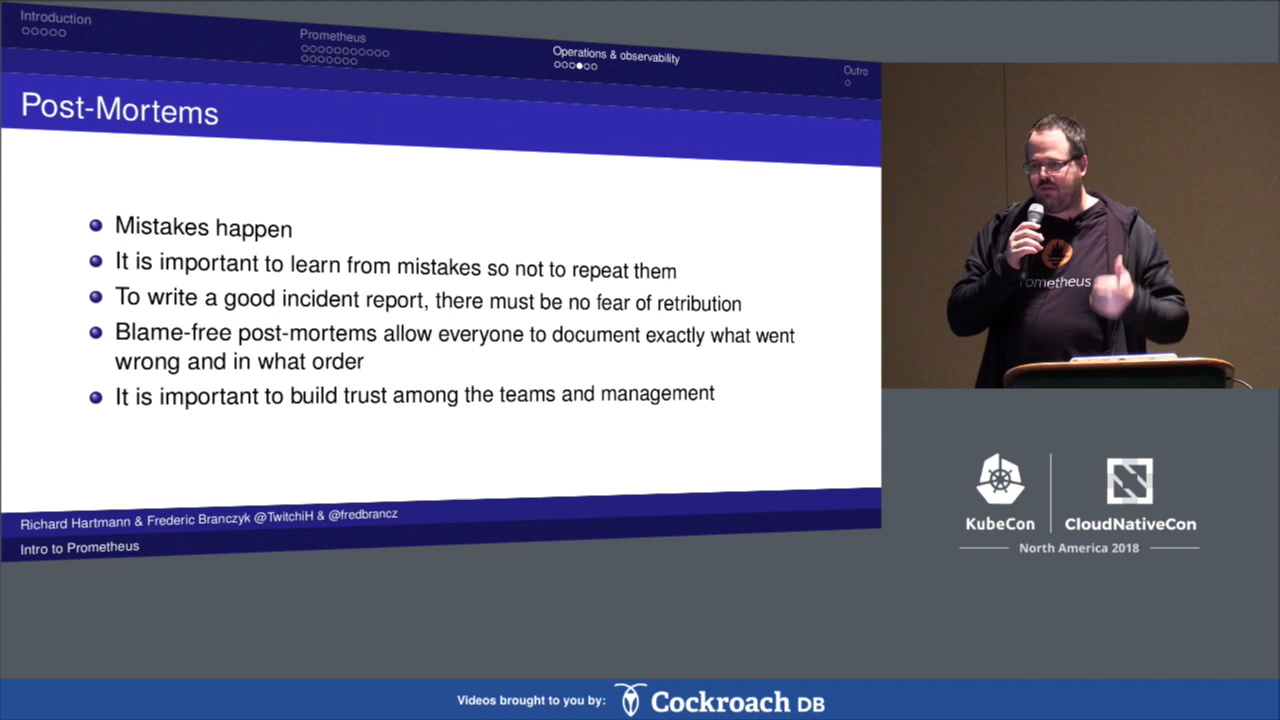 Introduction
Prometheus
Operations & observability
Outro
Post-Mortems
Mistakes happen
It is important to learn from mistakes so not to repeat them
To write a good incident report, there must be no fear of retribution
Blame-free post-mortems allow everyone to document exactly what went
wrong and in what order
It is important to build trust among the teams and management
Richard Hartmann & Frederic Branczyk @TwitchiH & @fredbrancz
Intro to Prometheus
rometheus
KubeCon
CloudNativeCon
North America 2018
Videos brought to you by:
Cockroach DB